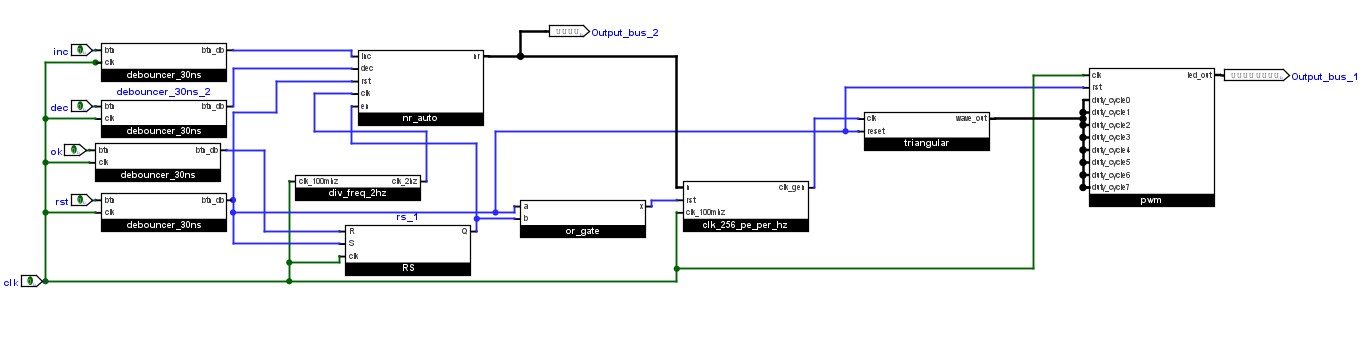 Output_bus_2
inc
btn
btn_db
clk
debouncer_30ns
debouncer_30ns_2
dec
btn
btn_db
clk
debouncer_30ns
ok
btn
btn_db
clk
debouncer_30ns
rst
btn
btn_db
clk
debouncer_30ns
clk
inc
nr
dec
rst
clk
en
nr_auto
clk_100mhz
clk_2hz
div_freq_2hz
rs_1
R
Q
S
clk
RS
a
x
b
or_gate
n
clk_gen
rst
clk_100mhz
clk_256_pe_per_hz
clk
wave_out
reset
triangular
clk
led_out
rst
duty_cycle0
duty_cycle1
duty_cycle2
duty_cycle3
duty_cycle4
duty_cycle5
duty_cycle6
duty_cycle7
pwm
Output_bus_1